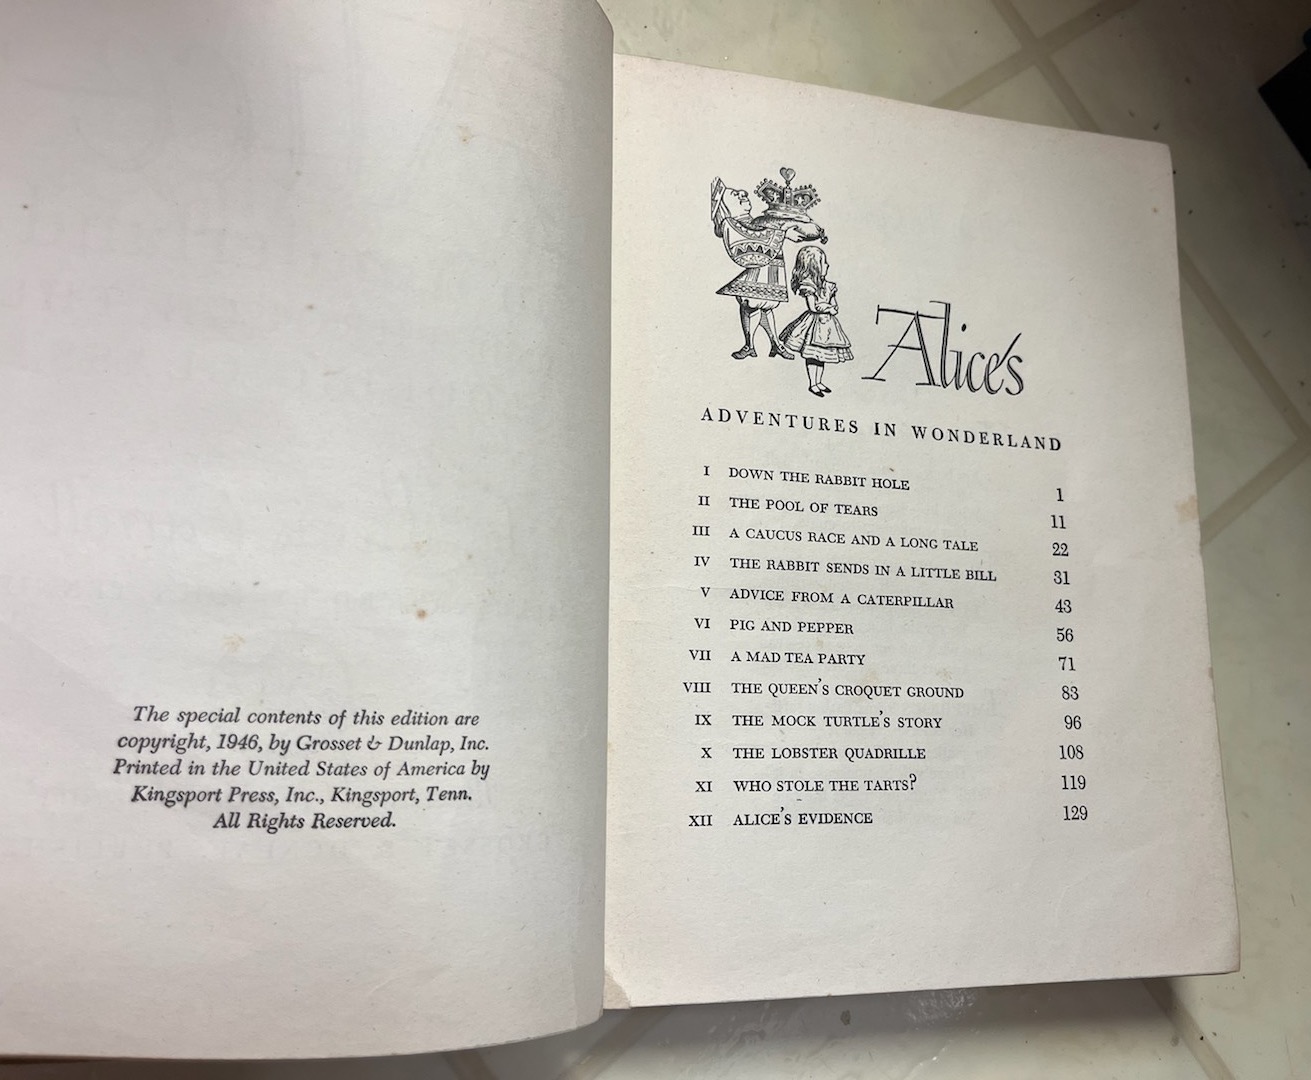 The special contents of this edition are
copyright, 1946, by Grosset & Dunlap, Inc.
Printed in the United States of America by
Kingsport Press, Inc., Kingsport, Tenn.
All Rights Reserved.
Alice's
ADVENTURES IN WONDERLAND
I DOWN THE RABBIT HOLE 1
II THE POOL OF TEARS 11
III A CAUCUS RACE AND A LONG TALE 22
IV THE RABBIT SENDS IN A LITTLE BILL 31
V ADVICE FROM A CATERPILLAR 43
VI PIG AND PEPPER 56
VII A MAD TEA PARTY 71
VIII THE QUEEN'S CROQUET GROUND 83
IX THE MOCK TURTLE'S STORY 96
X THE LOBSTER QUADRILLE 108
XI WHO STOLE THE TARTS? 119
XII ALICE'S EVIDENCE 129